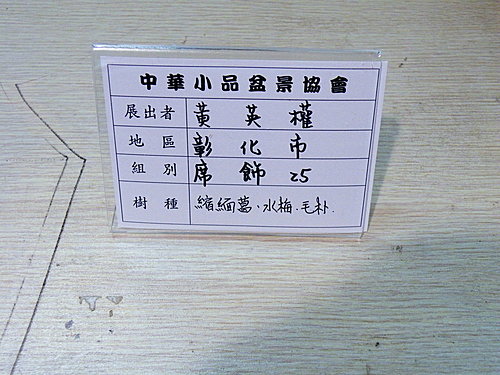 中華小品盆景協會
展出者 黃英權
地區 彰化市
組別 席飾 25
樹種 縮緬葛、水梅、毛朴.